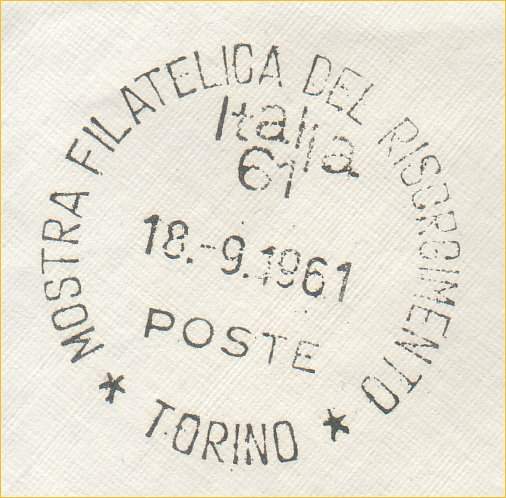 MOSTRA FILATELICA DEL RISORGIMENTO
Italia
61
18.-9.1961
POSTE
* TORINO *